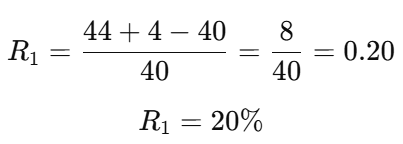 R₁ = (44 + 4 − 40)/40 = 8/40 = 0.20
R₁ = 20%